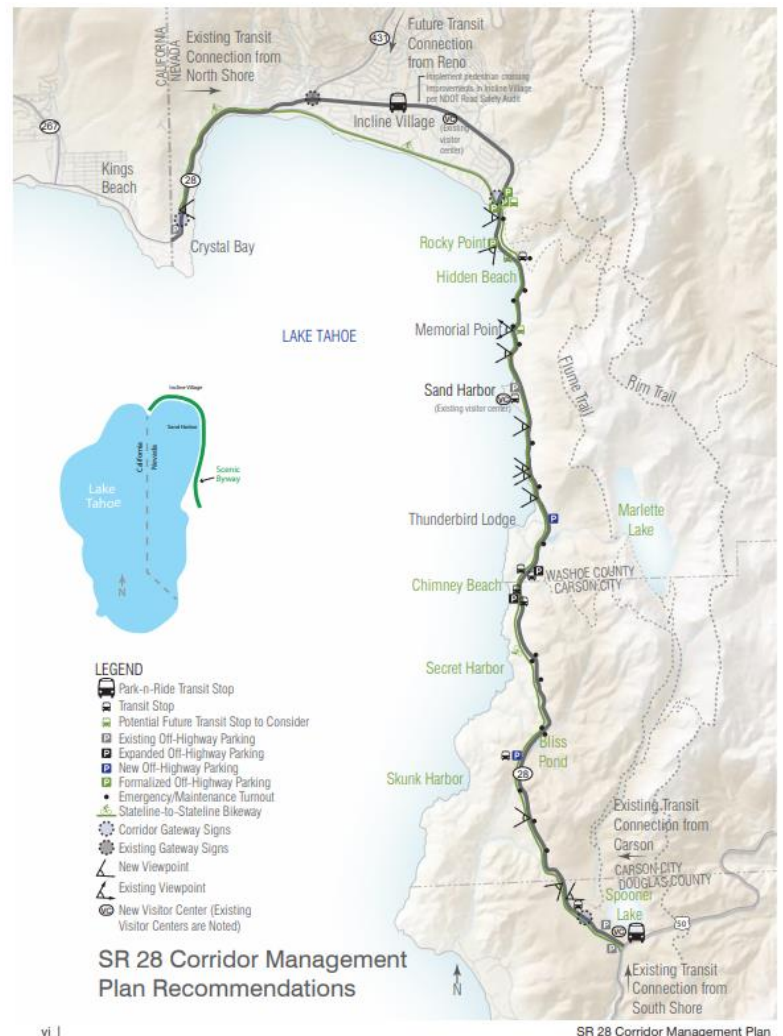 CALIFORNIA
NEVADA
Existing Transit
Connection from
North Shore
431
Future Transit
Connection
from Reno
Implement pedestrian crossing
Improvements in Incline Village
per NDOT Road Safety Audit
267
Incline Village
VC
(Existing
visitor
center)
Kings
Beach
28
P
Crystal Bay
P
P
P
Rocky Point
Hidden Beach
LAKE TAHOE
Memorial Point
Flume Trail
Rim Trail
Sand Harbor
P
VC
(Existing visitor center)
Incline Village
Sand Harbor
California
Nevada
Scenic
Byway
Lake
Tahoe
N
Thunderbird Lodge
P
Marlette
Lake
Chimney Beach
P
P
WASHOE COUNTY
CARSON CITY
Secret Harbor
Bliss
Pond
P
28
Skunk Harbor
Existing Transit
Connection from
Carson
CARSON CITY
DOUGLAS COUNTY
Spooner
Lake
P
VC
50
P
Existing Transit
Connection from
South Shore
N
LEGEND
Park-n-Ride Transit Stop
Transit Stop
Potential Future Transit Stop to Consider
P Existing Off-Highway Parking
P Expanded Off-Highway Parking
P New Off-Highway Parking
P Formalized Off-Highway Parking
Emergency/Maintenance Turnout
Stateline-to-Stateline Bikeway
Corridor Gateway Signs
Existing Gateway Signs
New Viewpoint
Existing Viewpoint
VC New Visitor Center (Existing
Visitor Centers are Noted)
SR 28 Corridor Management
Plan Recommendations
vi |
SR 28 Corridor Management Plan